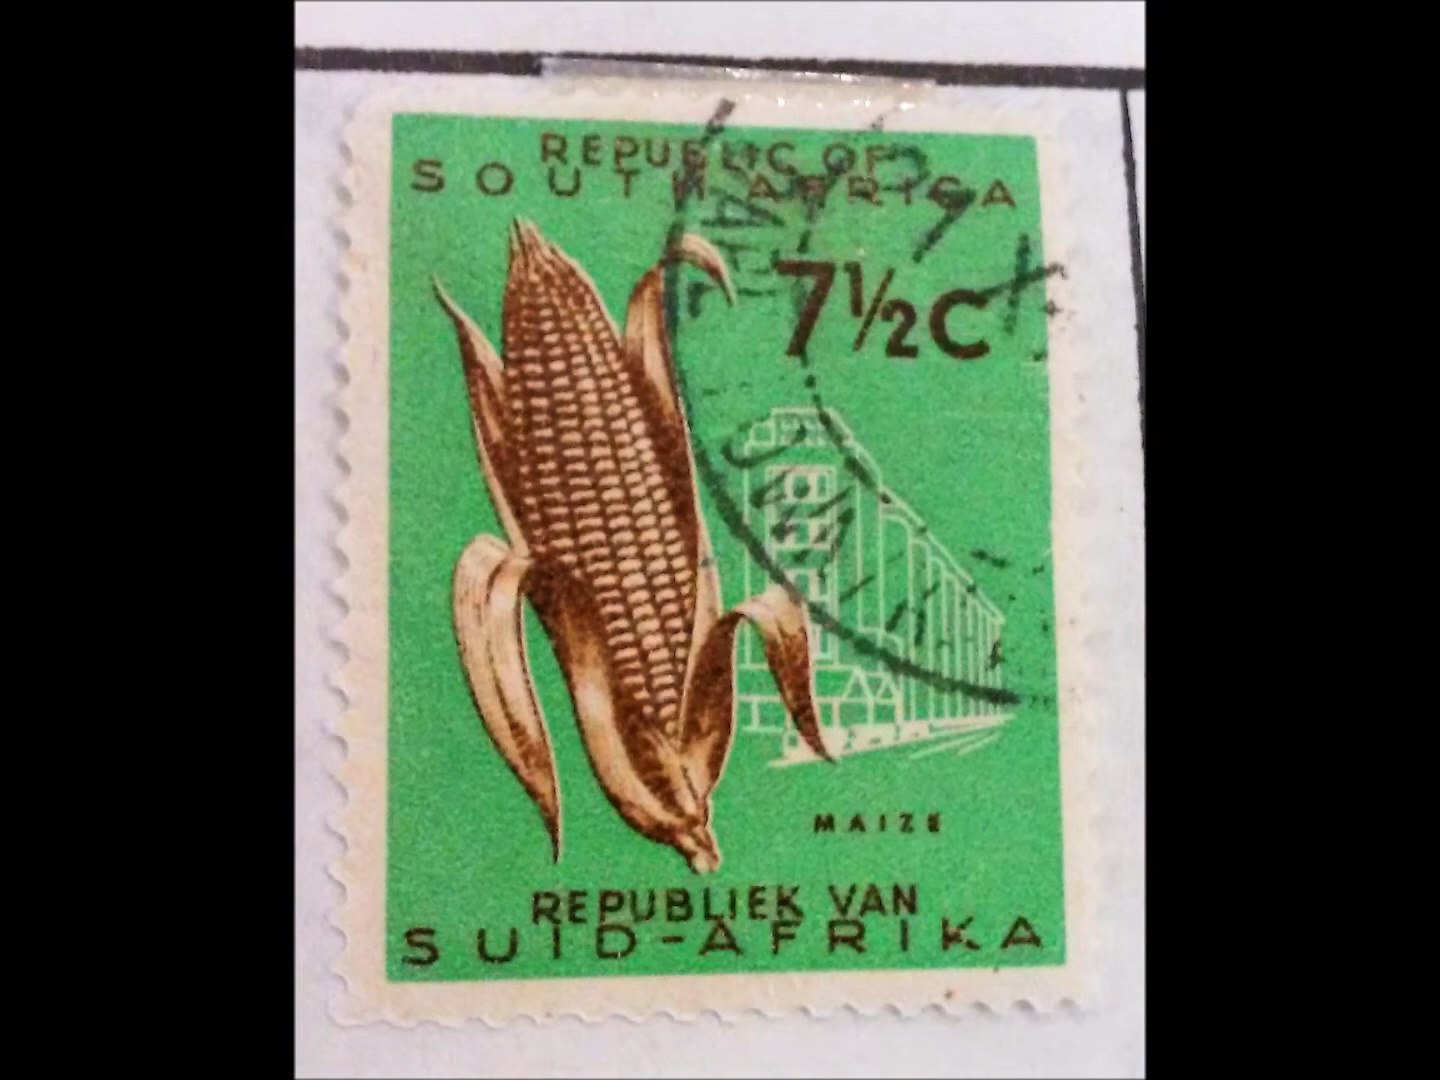 REPUBLIC OF
SOUTH AFRICA
7½C
MAIZE
REPUBLIEK VAN
SUID-AFRIKA